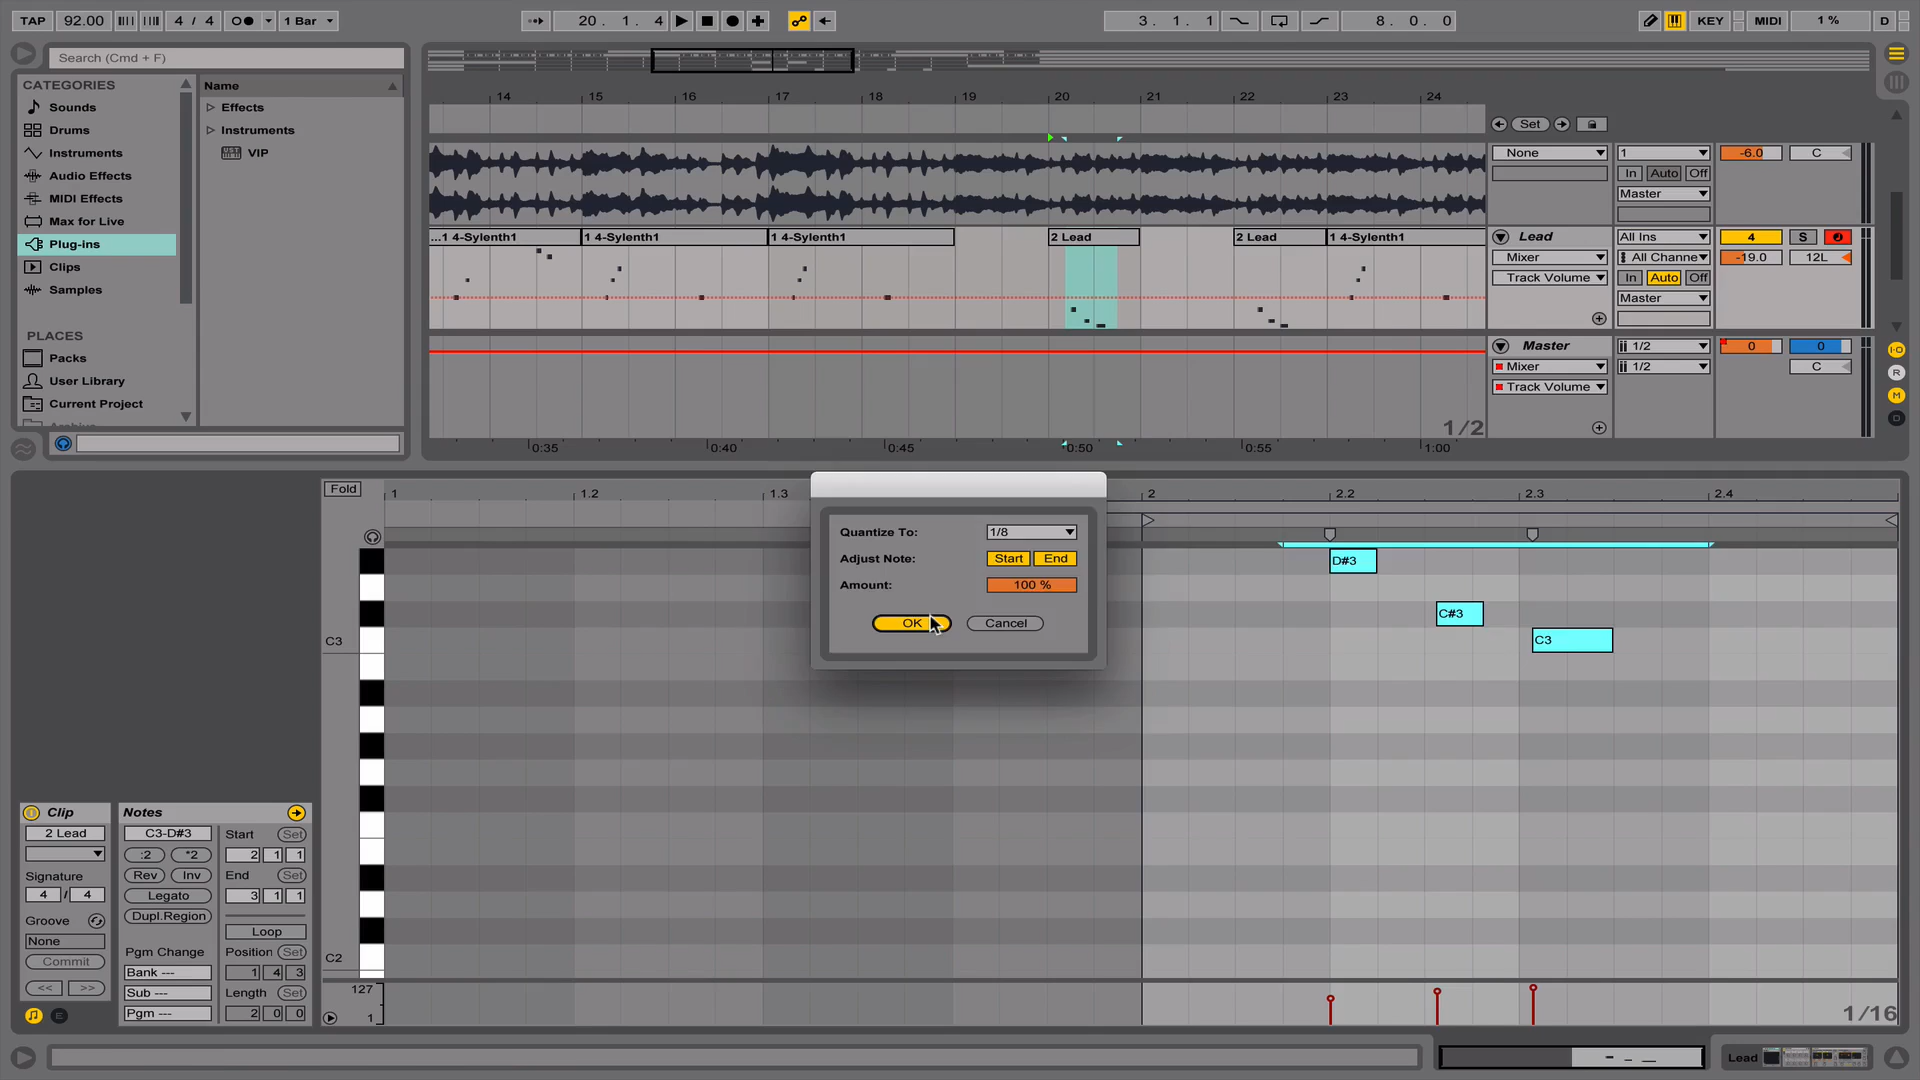 TAP 92.00 4 / 4 1 Bar 20. 1. 4 3. 1. 1 8. 0. 0 KEY MIDI 1 % D
Search (Cmd + F)
CATEGORIES
Sounds
Drums
Instruments
Audio Effects
MIDI Effects
Max for Live
Plug-ins
Clips
Samples
PLACES
Packs
User Library
Current Project
Name
Effects
Instruments
VIP
14 15 16 17 18 19 20 21 22 23 24
Set
None 1 -6.0 C
In Auto Off
Master
...1 4-Sylenth1 1 4-Sylenth1 1 4-Sylenth1 2 Lead 2 Lead 1 4-Sylenth1
Lead All Ins 4 S
Mixer All Channe -19.0 12L
Track Volume In Auto Off
Master
Master 1/2 0 0
Mixer 1/2 C
Track Volume
1/2
0:35 0:40 0:45 0:50 0:55 1:00
I·O
R
M
D
Fold 1 1.2 1.3 2 2.2 2.3 2.4
Quantize To: 1/8
Adjust Note: Start End
Amount: 100 %
OK Cancel
D#3
C#3
C3
C3
C2
127
1
1/16
Clip
2 Lead
Signature
4 / 4
Groove
None
Commit
<< >>
E
Notes
C3-D#3
:2 *2
Rev Inv
Legato
Dupl.Region
Pgm Change
Bank ---
Sub ---
Pgm ---
Start Set
2 1 1
End Set
3 1 1
Loop
Position Set
1 4 3
Length Set
2 0 0
Lead